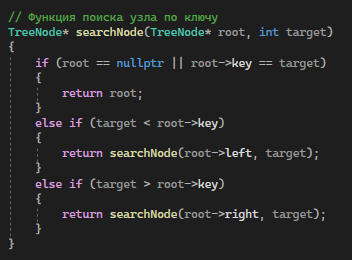 // Функция поиска узла по ключу
TreeNode* searchNode(TreeNode* root, int target)
{
    if (root == nullptr || root->key == target)
    {
        return root;
    }
    else if (target < root->key)
    {
        return searchNode(root->left, target);
    }
    else if (target > root->key)
    {
        return searchNode(root->right, target);
    }
}